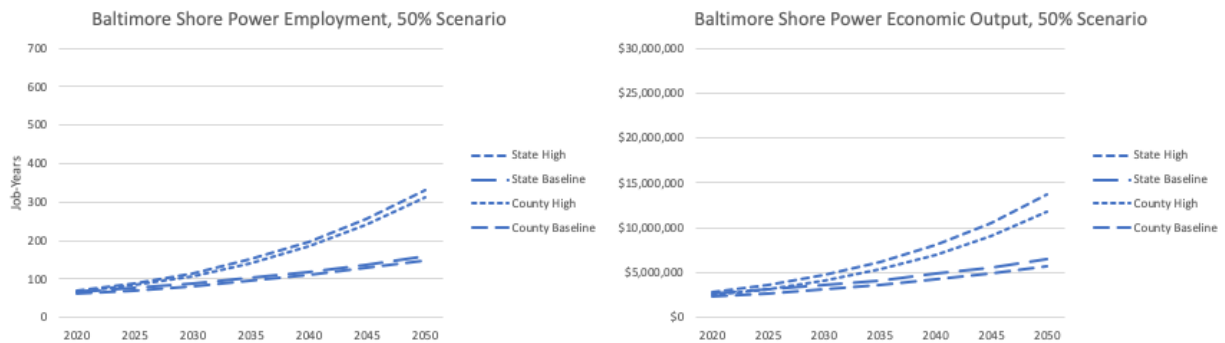 Baltimore Shore Power Employment, 50% Scenario
700
600
500
400
300
200
100
0
Job-Years
2020 2025 2030 2035 2040 2045 2050
State High
State Baseline
County High
County Baseline
Baltimore Shore Power Economic Output, 50% Scenario
$30,000,000
$25,000,000
$20,000,000
$15,000,000
$10,000,000
$5,000,000
$0
2020 2025 2030 2035 2040 2045 2050
State High
State Baseline
County High
County Baseline